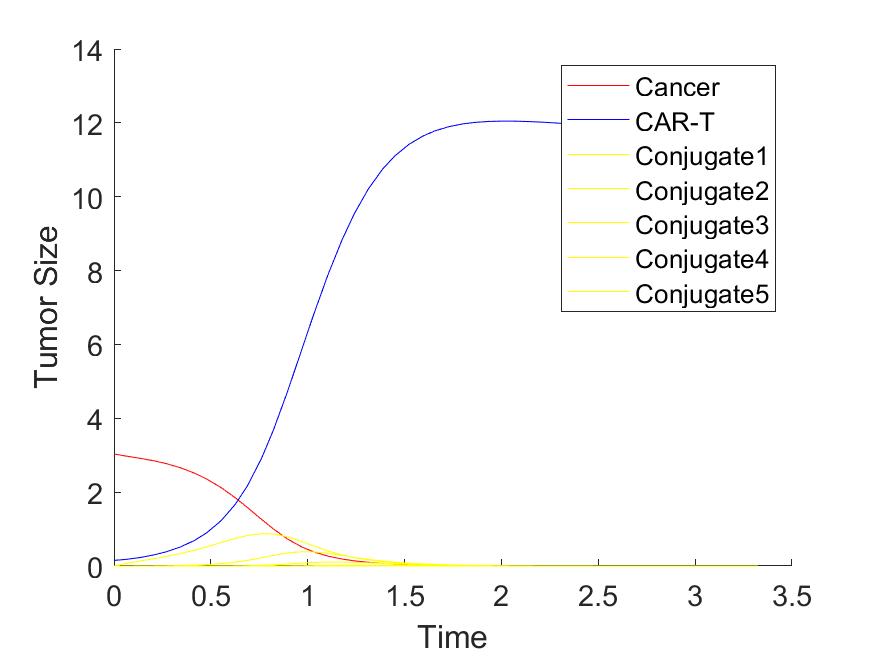 14
12
10
8
6
4
2
0
Tumor Size
Cancer
CAR-T
Conjugate1
Conjugate2
Conjugate3
Conjugate4
Conjugate5
0 0.5 1 1.5 2 2.5 3 3.5
Time